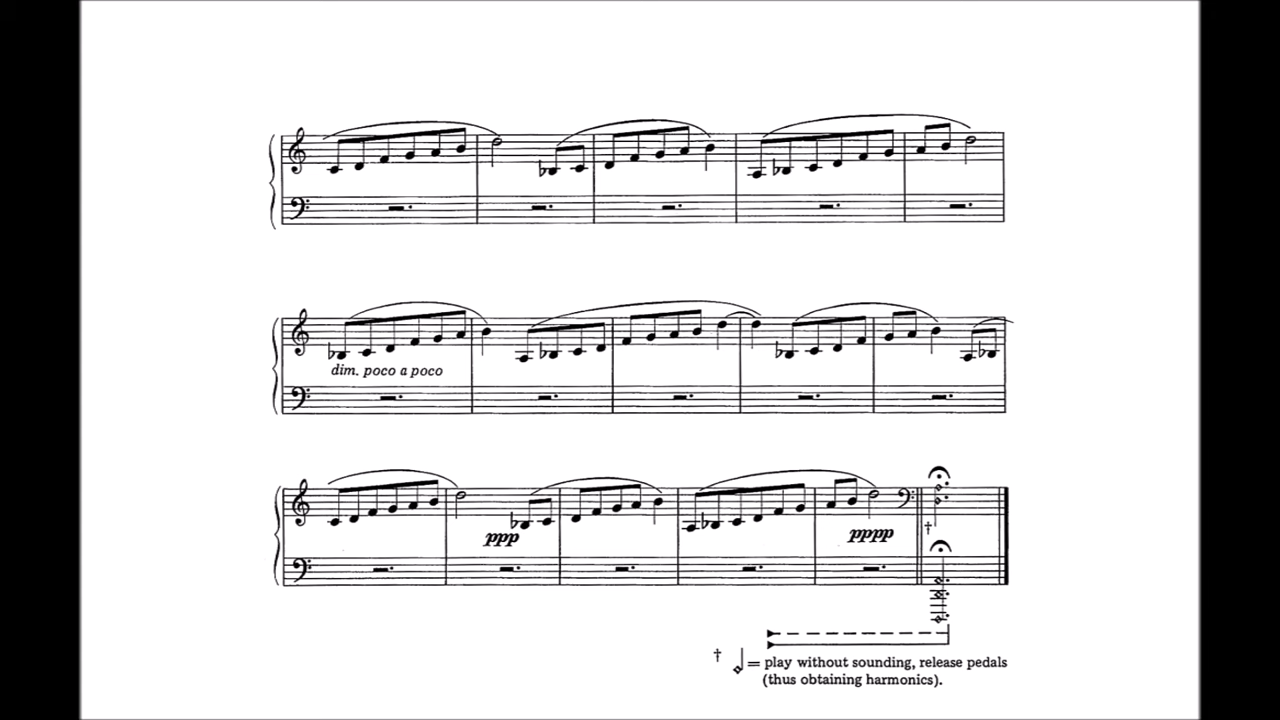 dim. poco a poco
ppp
pppp
†
† = play without sounding, release pedals
(thus obtaining harmonics).